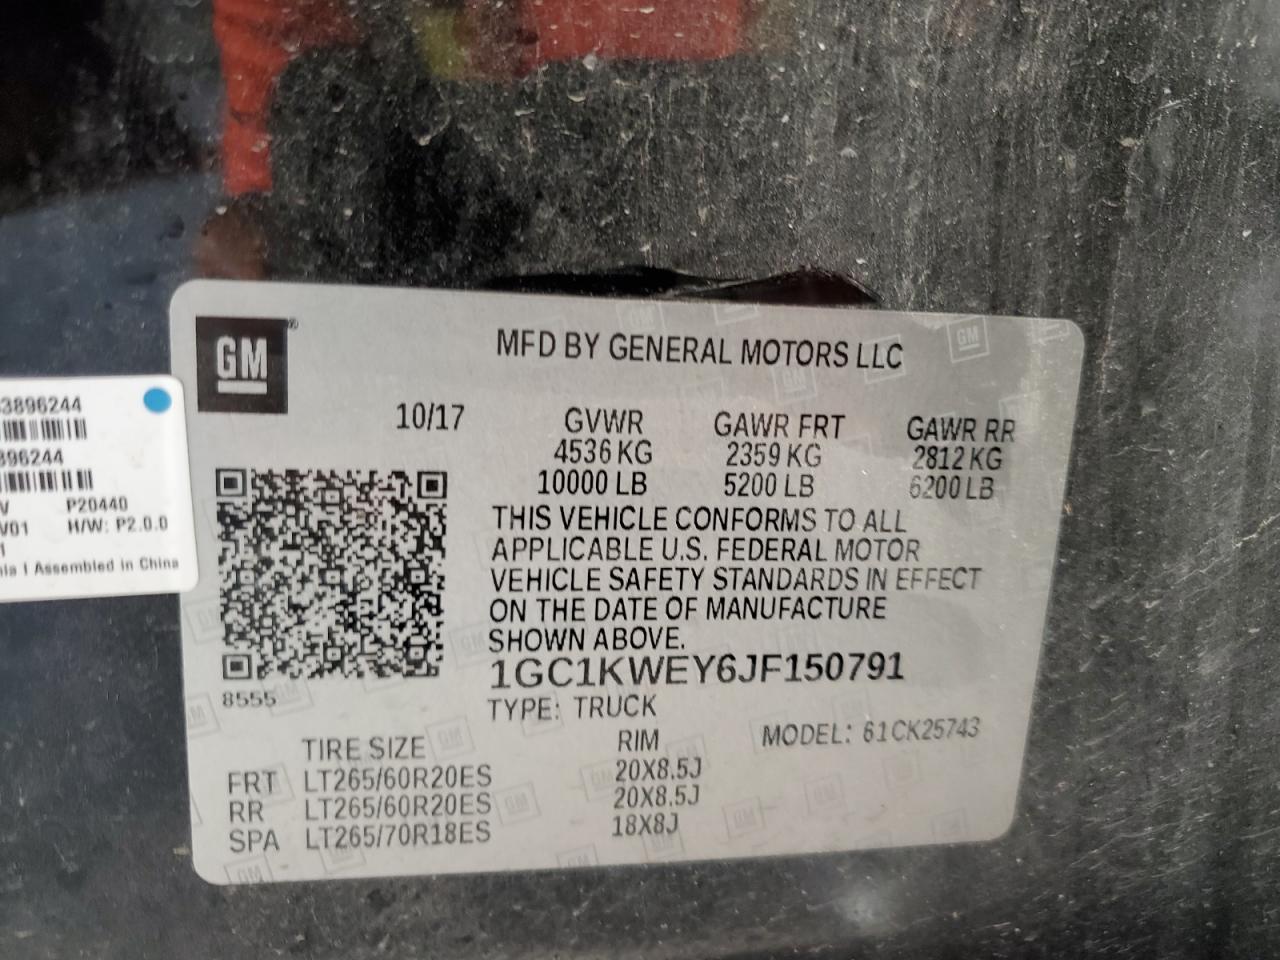 GM
MFD BY GENERAL MOTORS LLC
10/17 GVWR GAWR FRT GAWR RR
4536 KG 2359 KG 2812 KG
10000 LB 5200 LB 6200 LB
THIS VEHICLE CONFORMS TO ALL
APPLICABLE U.S. FEDERAL MOTOR
VEHICLE SAFETY STANDARDS IN EFFECT
ON THE DATE OF MANUFACTURE
SHOWN ABOVE.
1GC1KWEY6JF150791
8555
TYPE: TRUCK
MODEL: 61CK25743
TIRE SIZE RIM
FRT LT265/60R20ES 20X8.5J
RR LT265/60R20ES 20X8.5J
SPA LT265/70R18ES 18X8J
3896244
896244
V P20440
V01 H/W: P2.0.0
1
nia | Assembled in China